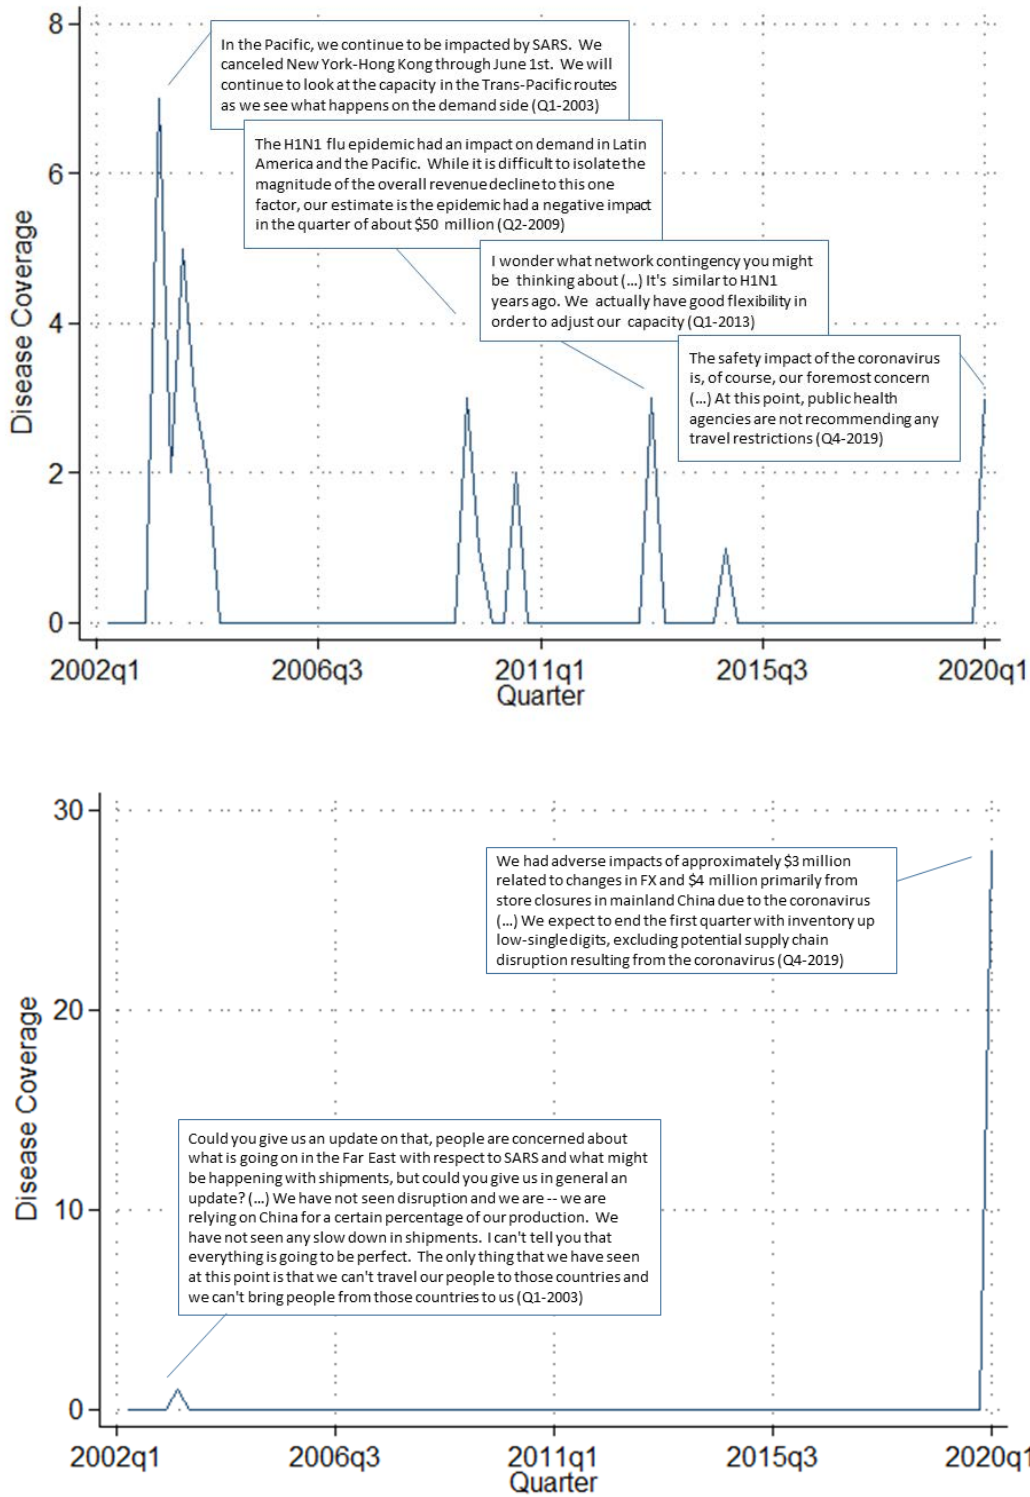 8
In the Pacific, we continue to be impacted by SARS. We
canceled New York-Hong Kong through June 1st. We will
continue to look at the capacity in the Trans-Pacific routes
as we see what happens on the demand side (Q1-2003)
The H1N1 flu epidemic had an impact on demand in Latin
America and the Pacific. While it is difficult to isolate the
magnitude of the overall revenue decline to this one
factor, our estimate is the epidemic had a negative impact
in the quarter of about $50 million (Q2-2009)
6
I wonder what network contingency you might
be thinking about (...) It's similar to H1N1
years ago. We actually have good flexibility in
order to adjust our capacity (Q1-2013)
4
The safety impact of the coronavirus
is, of course, our foremost concern
(...) At this point, public health
agencies are not recommending any
travel restrictions (Q4-2019)
2
0
Disease Coverage
2002q1 2006q3 2011q1 2015q3 2020q1
Quarter
30
We had adverse impacts of approximately $3 million
related to changes in FX and $4 million primarily from
store closures in mainland China due to the coronavirus
(...) We expect to end the first quarter with inventory up
low-single digits, excluding potential supply chain
disruption resulting from the coronavirus (Q4-2019)
20
Disease Coverage
Could you give us an update on that, people are concerned about
what is going on in the Far East with respect to SARS and what might
be happening with shipments, but could you give us in general an
update? (...) We have not seen disruption and we are -- we are
relying on China for a certain percentage of our production. We
have not seen any slow down in shipments. I can't tell you that
everything is going to be perfect. The only thing that we have seen
at this point is that we can't travel our people to those countries and
we can't bring people from those countries to us (Q1-2003)
10
0
2002q1 2006q3 2011q1 2015q3 2020q1
Quarter